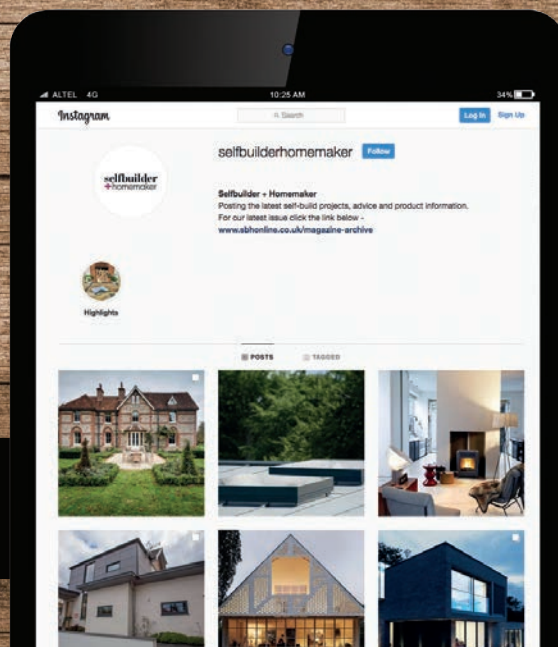 ALTEL 4G 10:25 AM 34%
Instagram Search Log In Sign Up
selfbuilderhomemaker Follow
selfbuilder
+homemaker
Selfbuilder + Homemaker
Posting the latest self-build projects, advice and product information.
For our latest issue click the link below -
www.sbhonline.co.uk/magazine-archive
Highlights
POSTS TAGGED